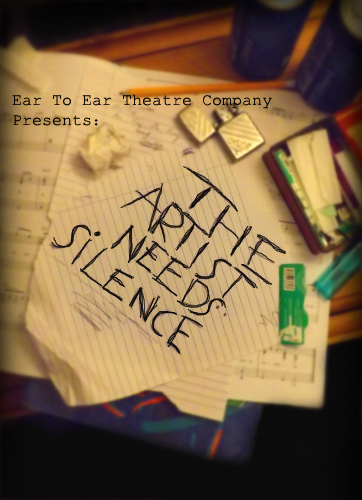 Ear To Ear Theatre Company
Presents:
THE
ARTIST
NEEDS
SiLENCE